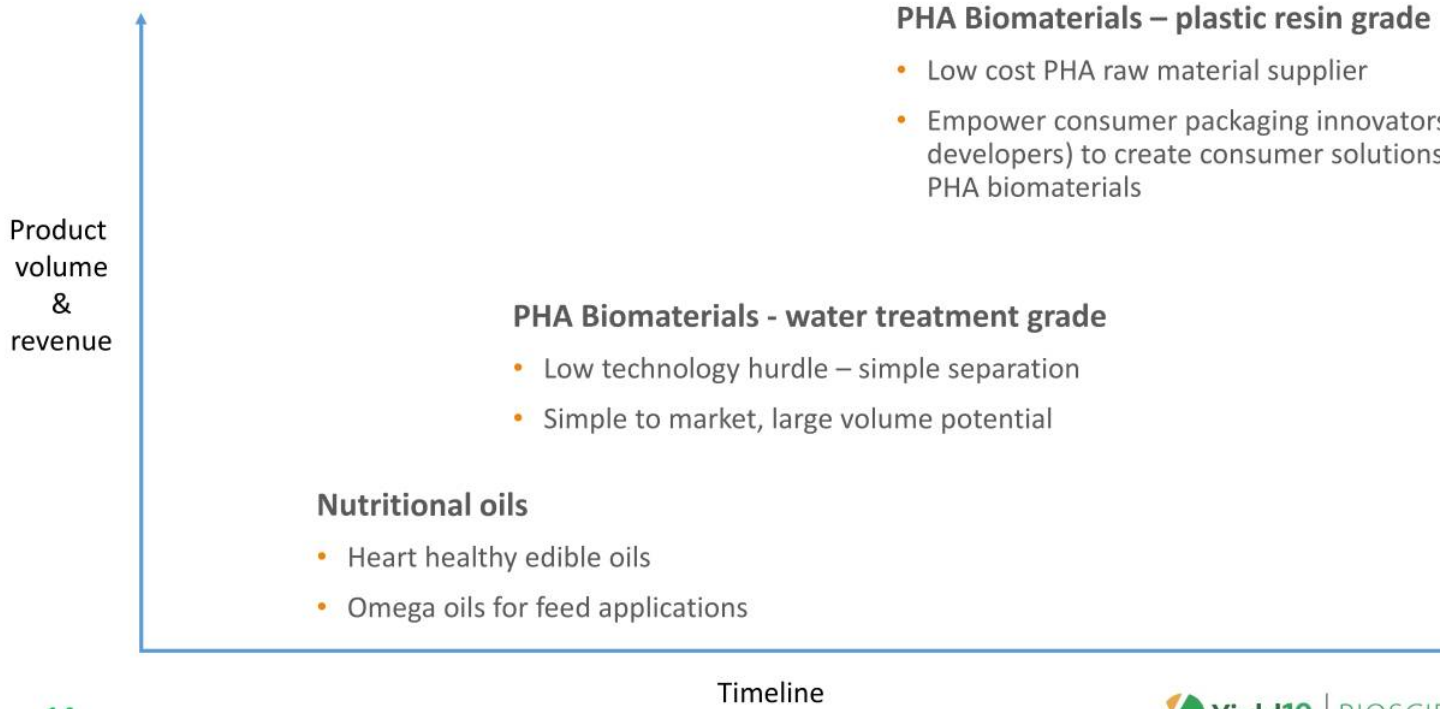 PHA Biomaterials – plastic resin grade
• Low cost PHA raw material supplier
• Empower consumer packaging innovators
developers) to create consumer solutions
PHA biomaterials
Product
volume
&
revenue
PHA Biomaterials - water treatment grade
• Low technology hurdle – simple separation
• Simple to market, large volume potential
Nutritional oils
• Heart healthy edible oils
• Omega oils for feed applications
Timeline